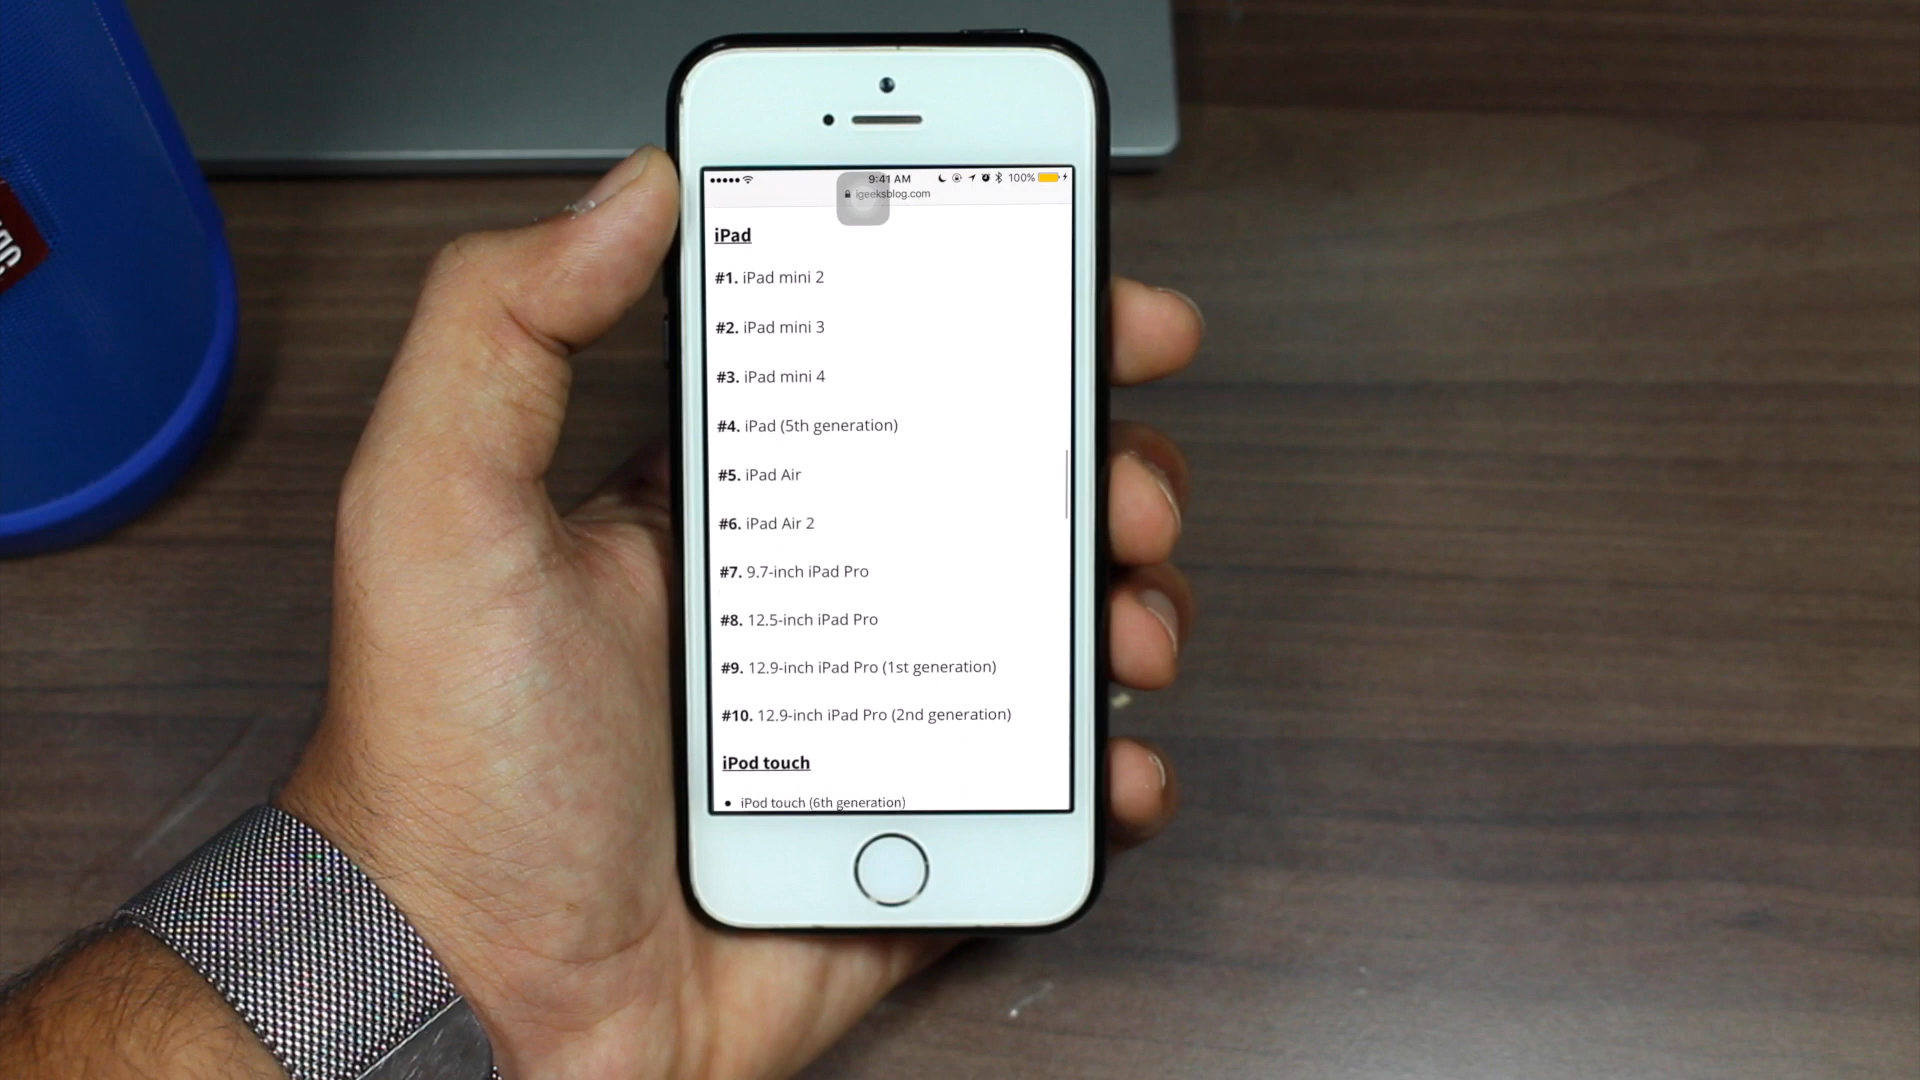 9:41 AM 100%
igeeksblog.com
iPad
#1. iPad mini 2
#2. iPad mini 3
#3. iPad mini 4
#4. iPad (5th generation)
#5. iPad Air
#6. iPad Air 2
#7. 9.7-inch iPad Pro
#8. 12.5-inch iPad Pro
#9. 12.9-inch iPad Pro (1st generation)
#10. 12.9-inch iPad Pro (2nd generation)
iPod touch
• iPod touch (6th generation)